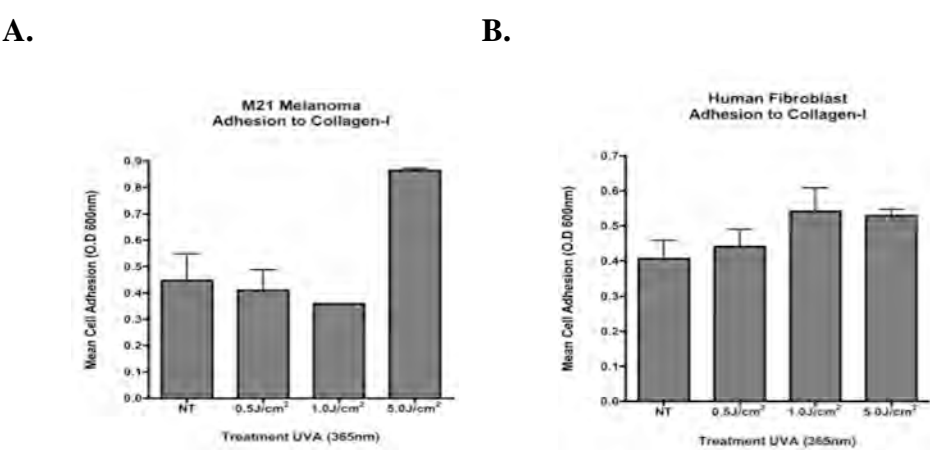 A.
B.
M21 Melanoma
Adhesion to Collagen-I
Mean Cell Adhesion (O.D 600nm)
0.9
0.8
0.7
0.6
0.5
0.4
0.3
0.2
0.1
0.0
NT 0.5J/cm² 1.0J/cm² 5.0J/cm²
Treatment UVA (365nm)
Human Fibroblast
Adhesion to Collagen-I
Mean Cell Adhesion (O.D 600nm)
0.7
0.6
0.5
0.4
0.3
0.2
0.1
0.0
NT 0.5J/cm² 1.0J/cm² 5.0J/cm²
Treatment UVA (365nm)